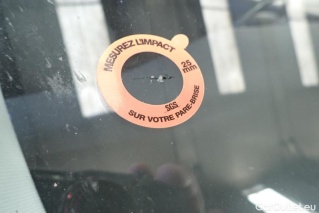 MESUREZ L'IMPACT
25
mm
SGS
SUR VOTRE PARE-BRISE